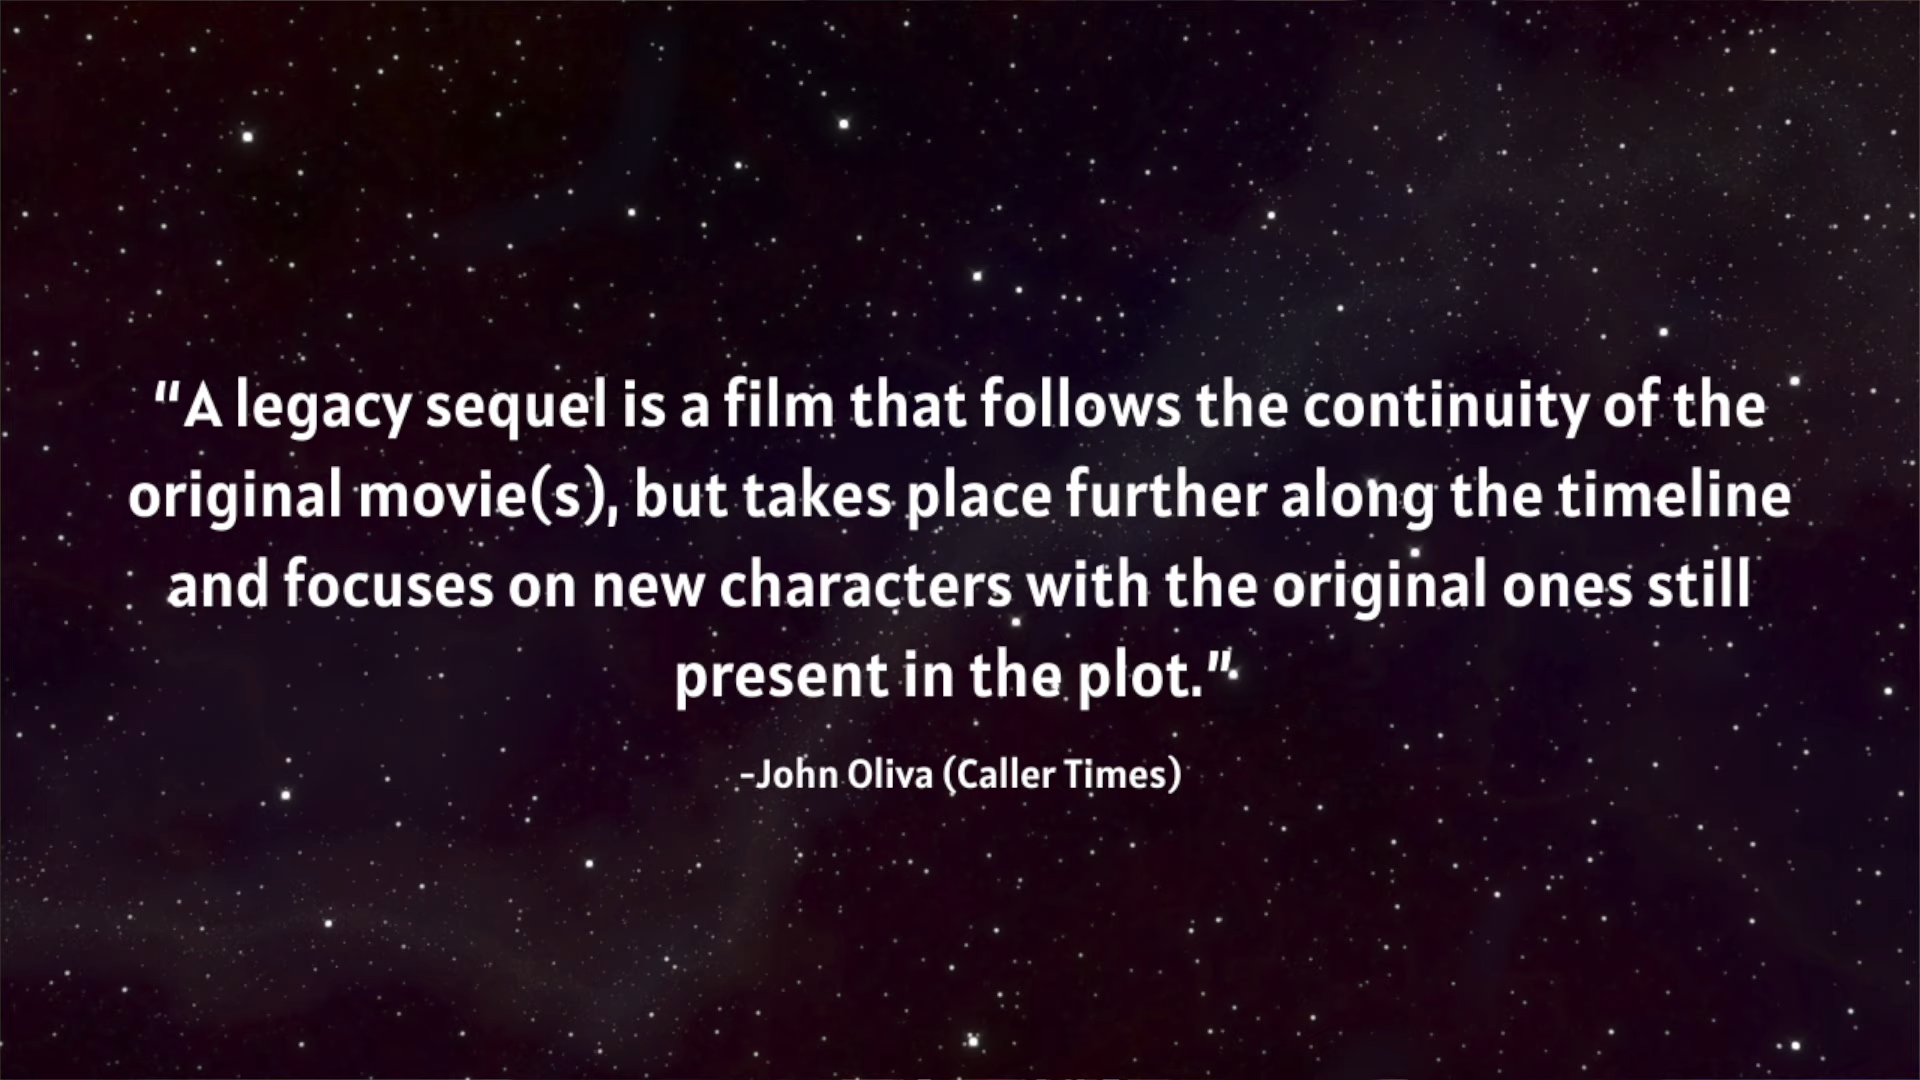 "A legacy sequel is a film that follows the continuity of the
original movie(s), but takes place further along the timeline
and focuses on new characters with the original ones still
present in the plot."
-John Oliva (Caller Times)